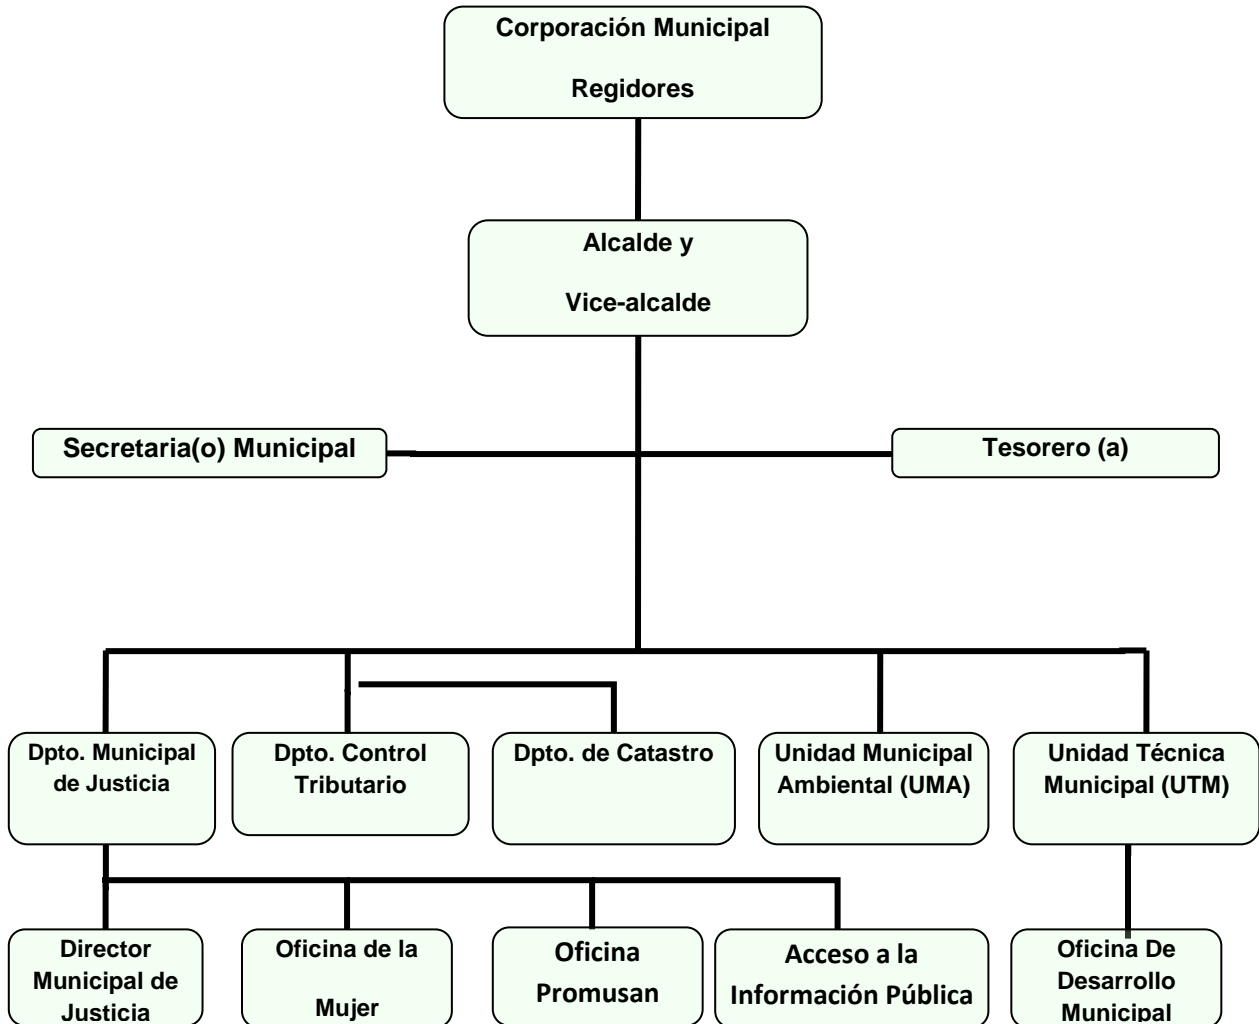 Corporación Municipal
Regidores
Alcalde y
Vice-alcalde
Secretaria(o) Municipal
Tesorero (a)
Dpto. Municipal
de Justicia
Dpto. Control
Tributario
Dpto. de Catastro
Unidad Municipal
Ambiental (UMA)
Unidad Técnica
Municipal (UTM)
Director
Municipal de
Justicia
Oficina de la
Mujer
Oficina
Promusan
Acceso a la
Información Pública
Oficina De
Desarrollo
Municipal